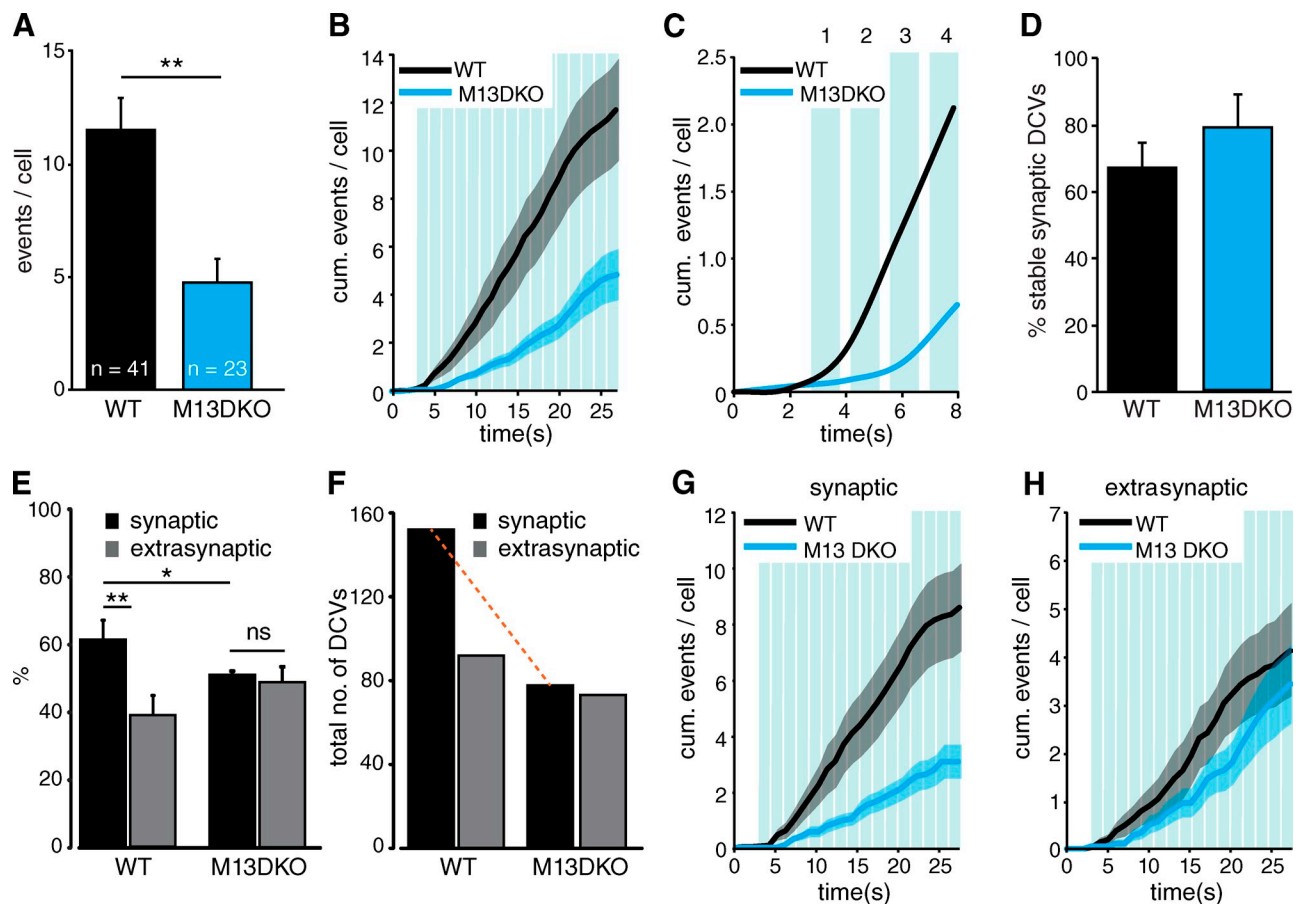 A
events / cell
15
10
5
0
**
n = 41
n = 23
WT
M13DKO
B
cum. events / cell
14
12
10
8
6
4
2
0
WT
M13DKO
0 5 10 15 20 25
time(s)
C
1 2 3 4
cum. events / cell
2.5
2.0
1.5
1.0
0.5
0
WT
M13DKO
0 2 4 6 8
time(s)
D
% stable synaptic DCVs
100
80
60
40
20
0
WT
M13DKO
E
%
100
80
60
40
20
0
synaptic
extrasynaptic
*
**
ns
WT
M13DKO
F
total no. of DCVs
160
120
80
40
0
synaptic
extrasynaptic
WT
M13DKO
G
synaptic
cum. events / cell
12
10
8
6
4
2
0
WT
M13 DKO
0 5 10 15 20 25
time(s)
H
extrasynaptic
cum. events / cell
7
6
5
4
3
2
1
0
WT
M13 DKO
0 5 10 15 20 25
time(s)